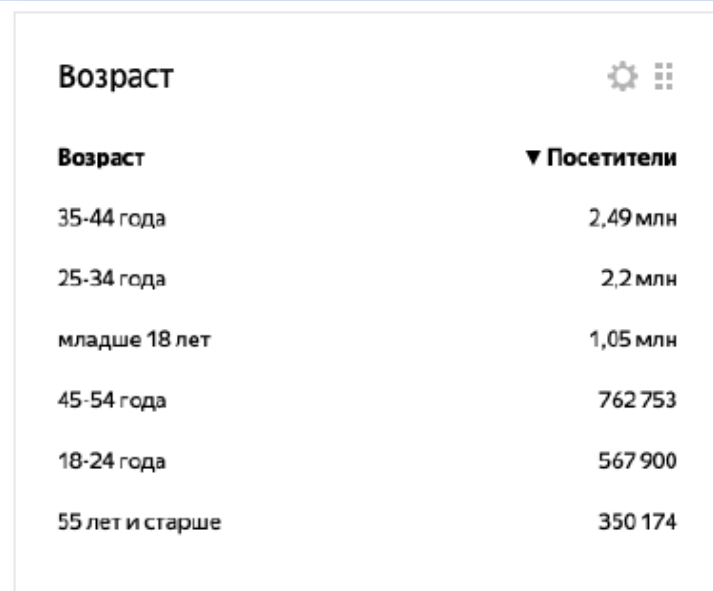 Возраст
Возраст ▼ Посетители
35-44 года 2,49 млн
25-34 года 2,2 млн
младше 18 лет 1,05 млн
45-54 года 762 753
18-24 года 567 900
55 лет и старше 350 174